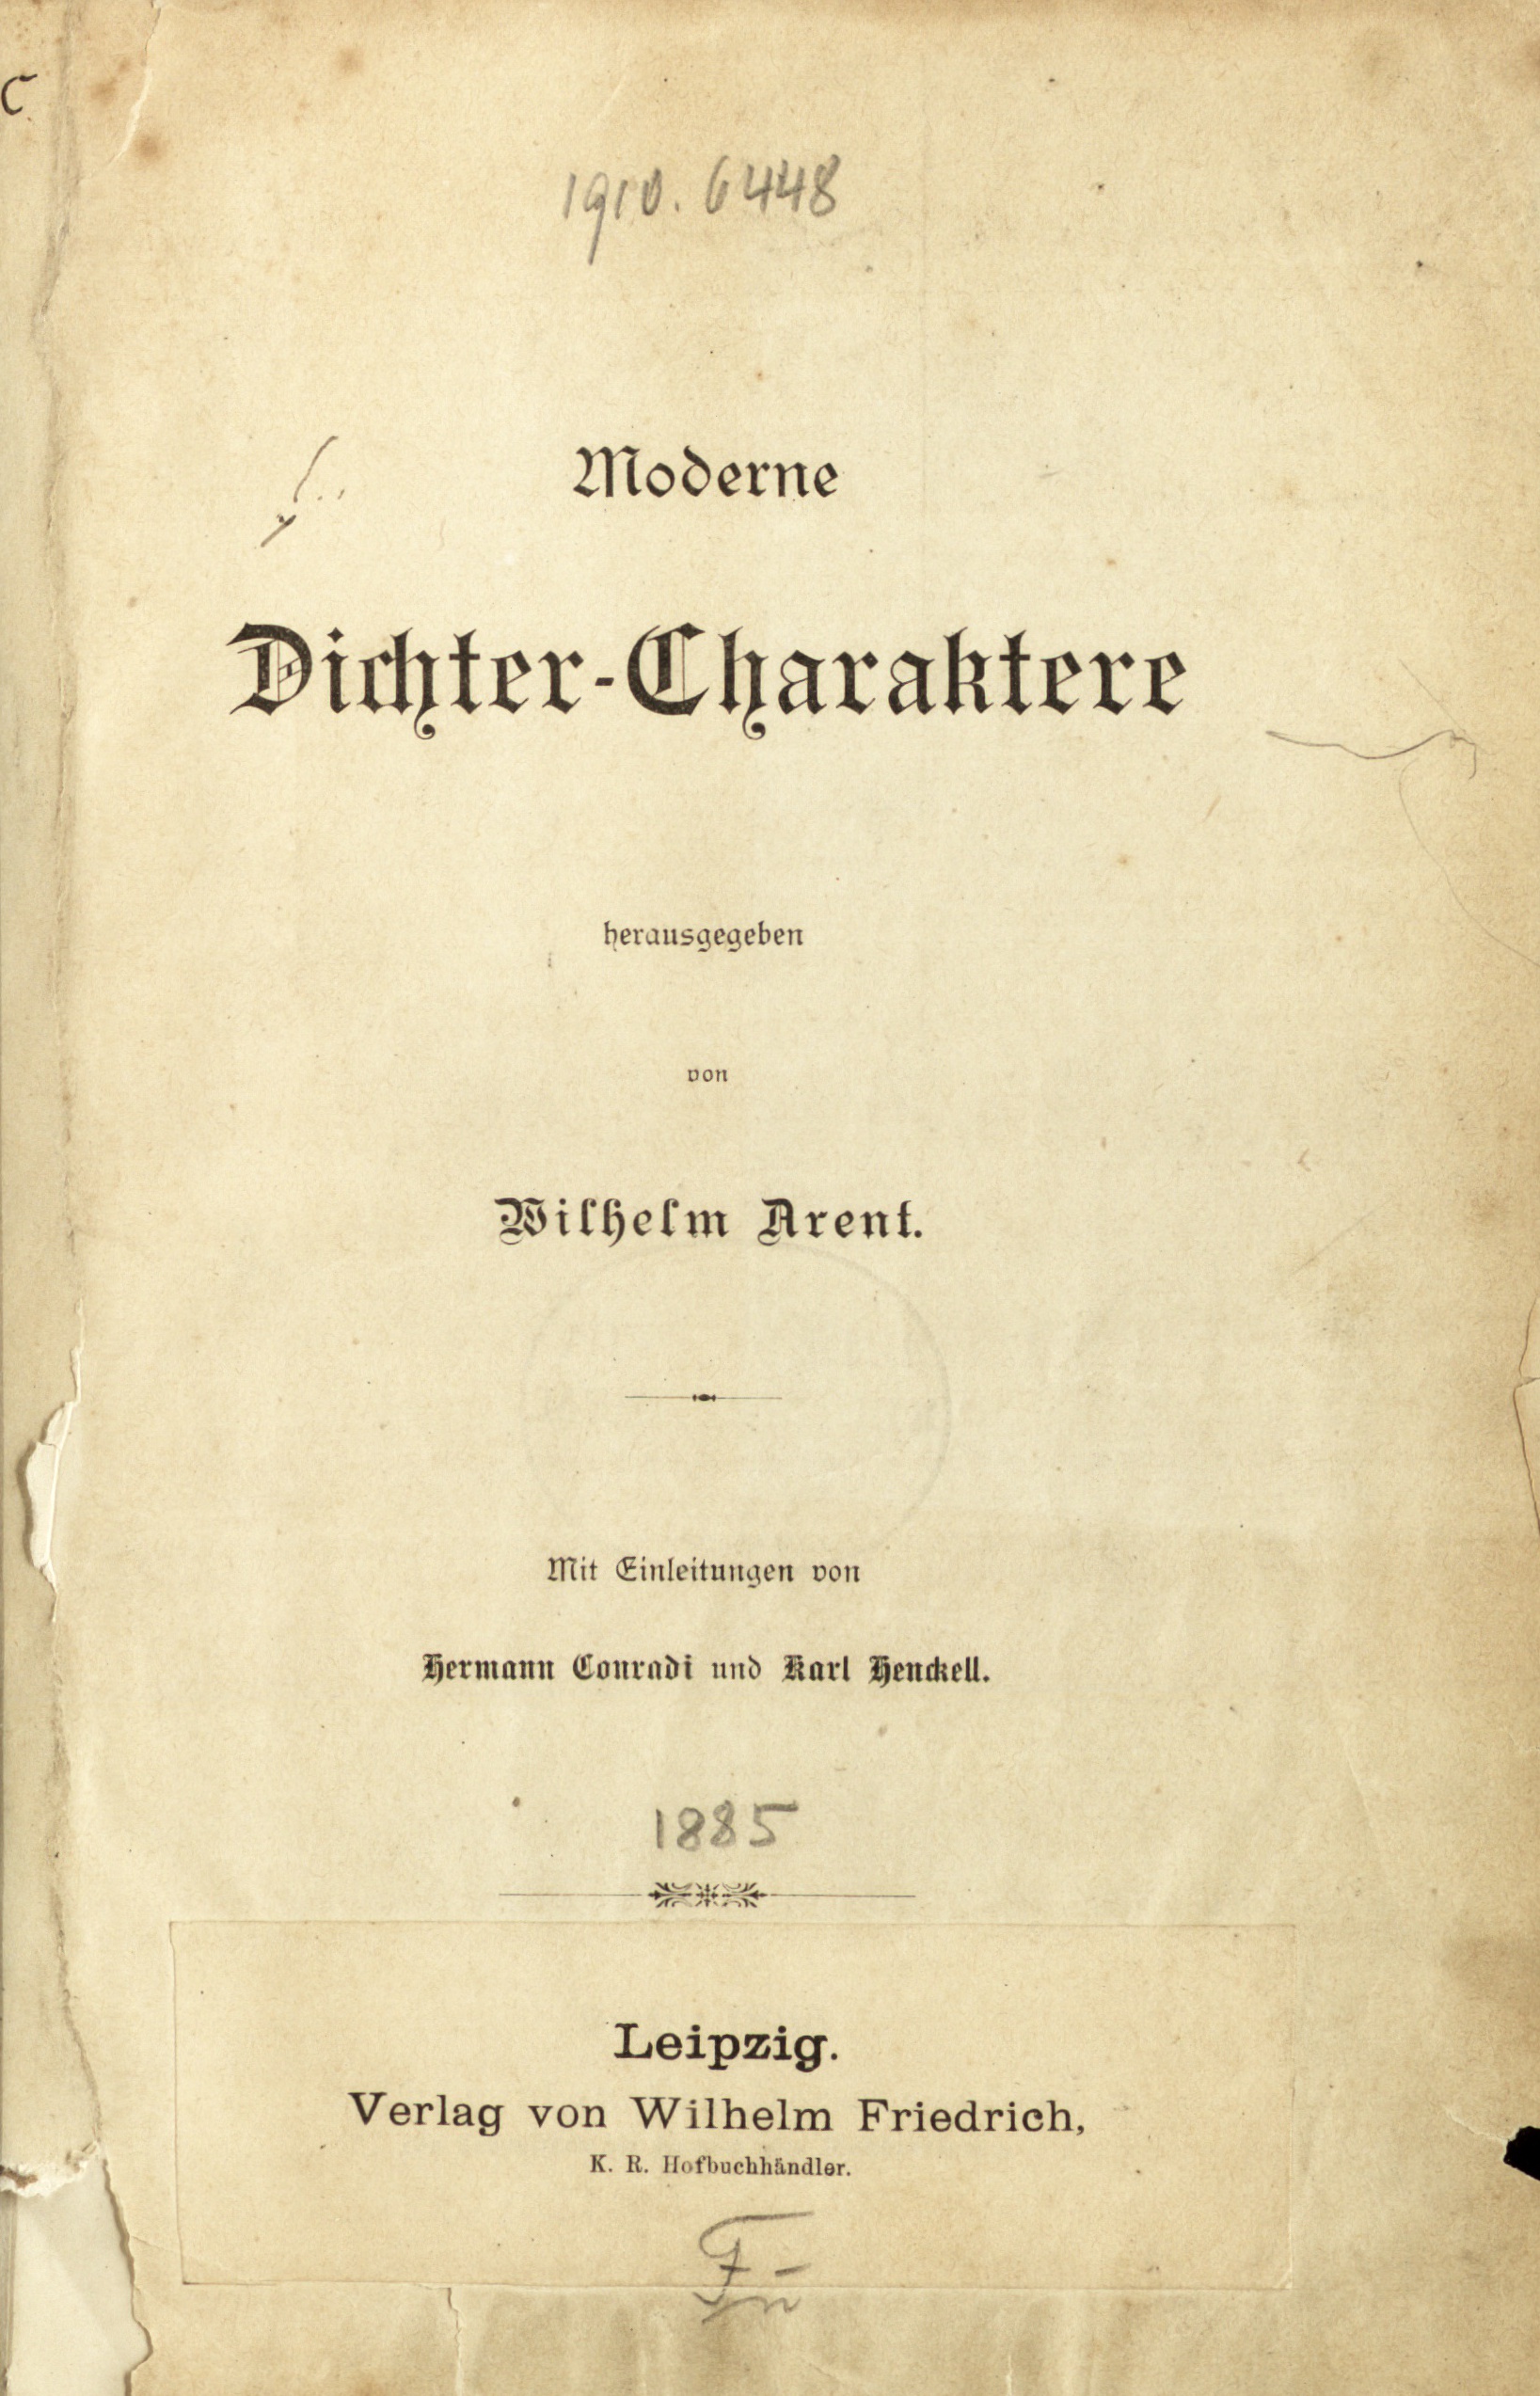 C
1910. 6448
Moderne
Dichter-Charaktere
herausgegeben
von
Wilhelm Arent.
Mit Einleitungen von
Hermann Conradi und Karl Henckell.
1885
Leipzig.
Verlag von Wilhelm Friedrich,
K. R. Hofbuchhändler.